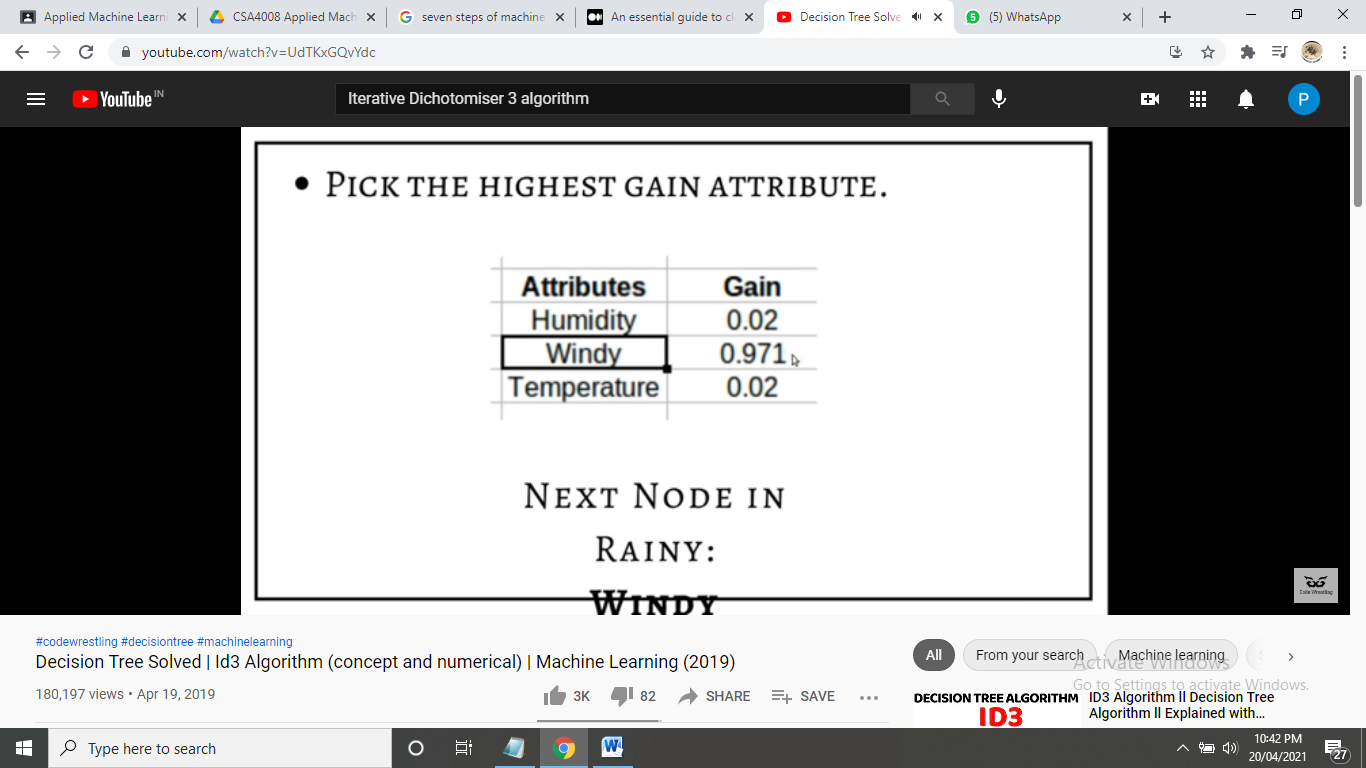 Applied Machine Learni
CSA4008 Applied Mach
seven steps of machine
An essential guide to cl
Decision Tree Solve
(5) WhatsApp
youtube.com/watch?v=UdTKxGQvYdc
YouTube IN
Iterative Dichotomiser 3 algorithm
P
• PICK THE HIGHEST GAIN ATTRIBUTE.
Attributes Gain
Humidity 0.02
Windy 0.971
Temperature 0.02
NEXT NODE IN
RAINY:
WINDY
Code Wrestling
#codewrestling #decisiontree #machinelearning
Decision Tree Solved | Id3 Algorithm (concept and numerical) | Machine Learning (2019)
180,197 views • Apr 19, 2019
3K 82 SHARE SAVE
All From your search Machine learning
Activate Windows
Go to Settings to activate Windows.
DECISION TREE ALGORITHM
ID3
ID3 Algorithm ll Decision Tree
Algorithm ll Explained with...
Type here to search
10:42 PM
20/04/2021
27